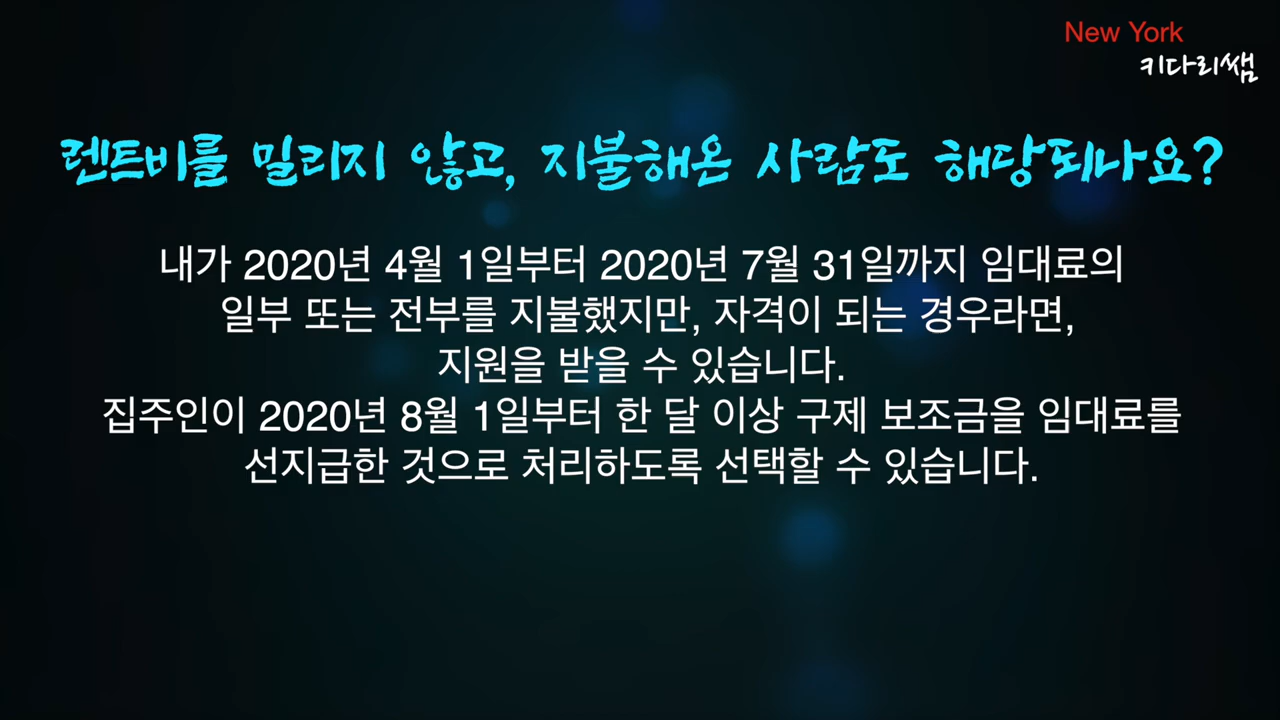 New York
키다리쌤
렌트비를 밀리지 않고, 지불해온 사람도 해당되나요?
내가 2020년 4월 1일부터 2020년 7월 31일까지 임대료의
일부 또는 전부를 지불했지만, 자격이 되는 경우라면,
지원을 받을 수 있습니다.
집주인이 2020년 8월 1일부터 한 달 이상 구제 보조금을 임대료를
선지급한 것으로 처리하도록 선택할 수 있습니다.